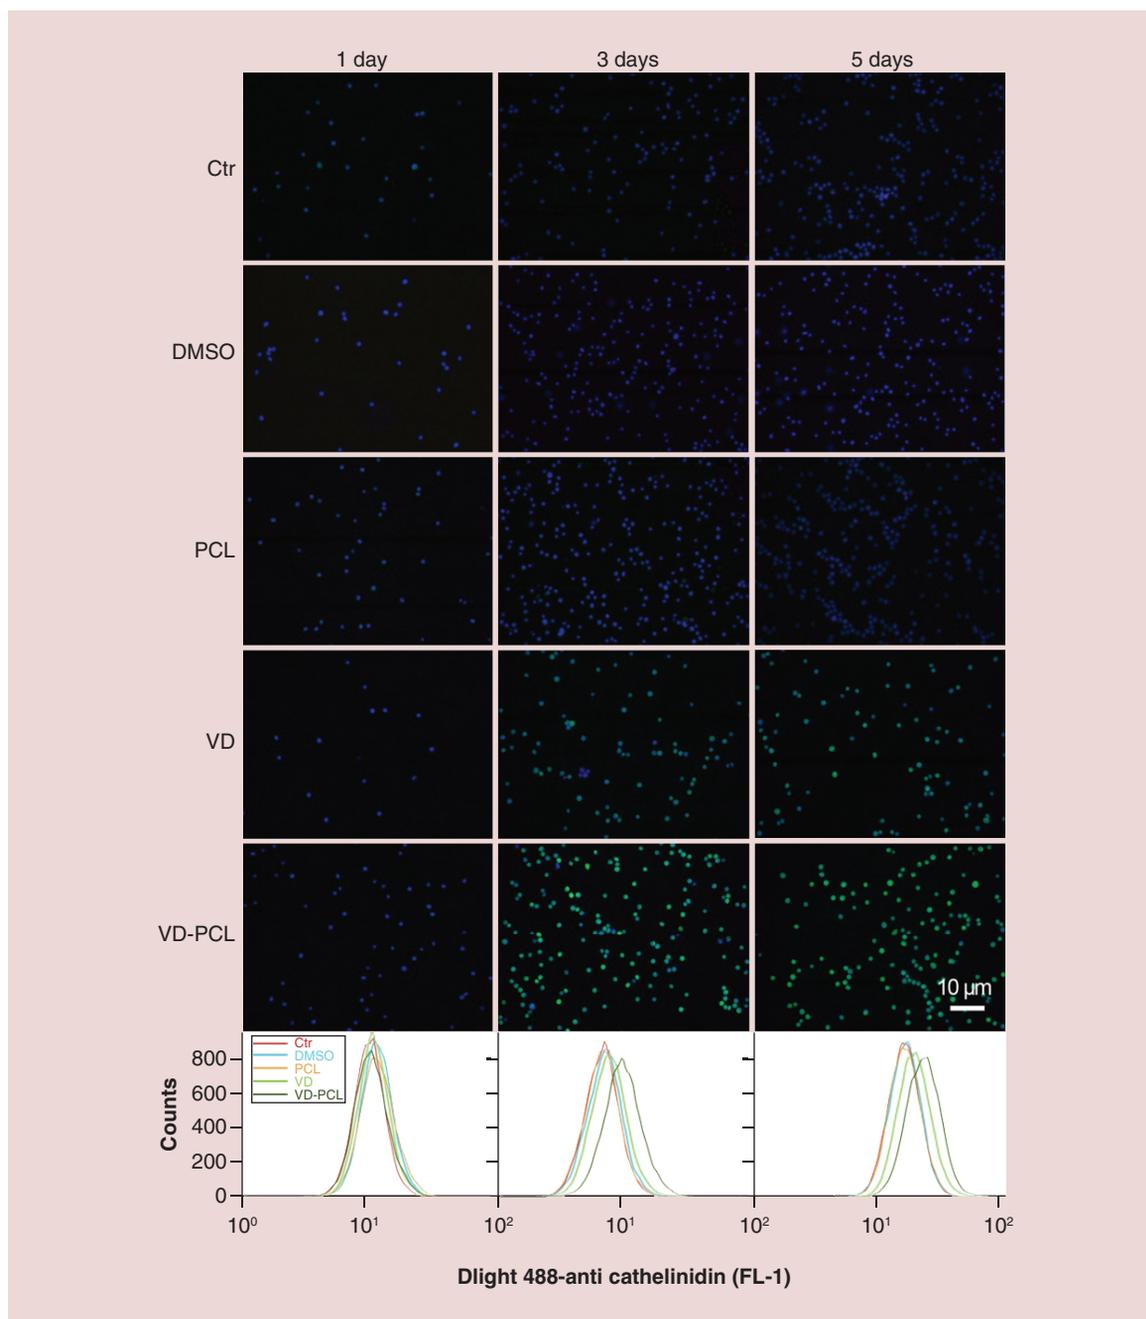 1 day 3 days 5 days
Ctr
DMSO
PCL
VD
VD-PCL
10 µm
Ctr
DMSO
PCL
VD
VD-PCL
Counts
800
600
400
200
0
10⁰ 10¹ 10² 10¹ 10² 10¹ 10²
Dlight 488-anti cathelinidin (FL-1)